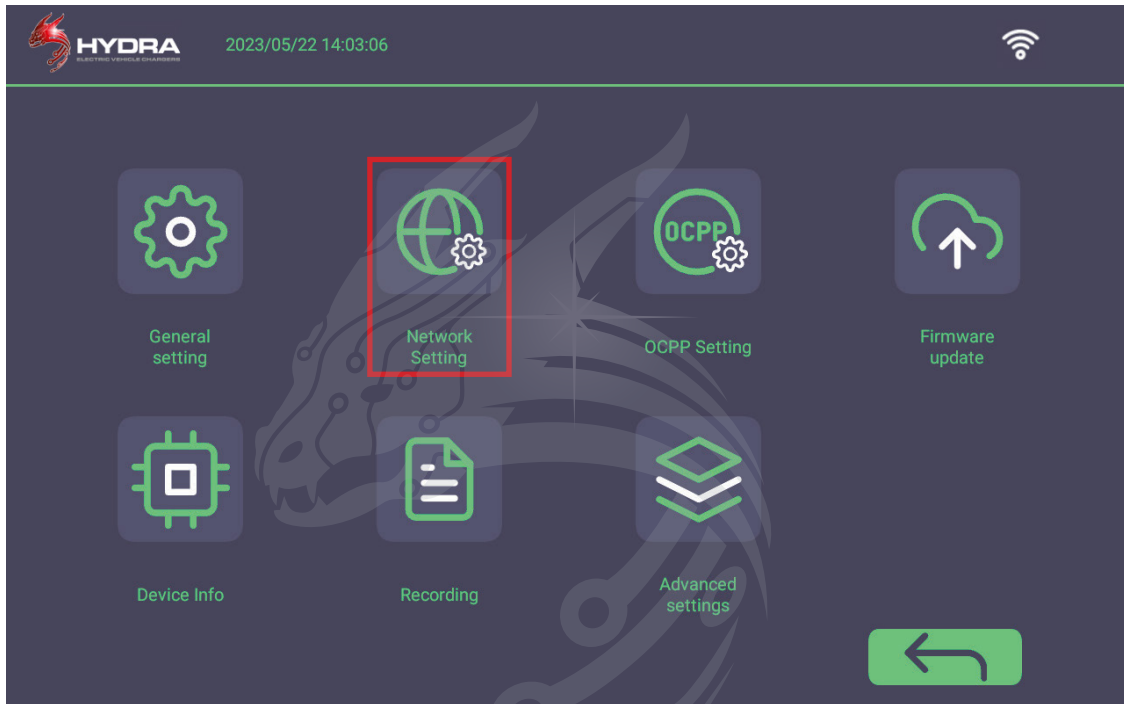 HYDRA
ELECTRIC VEHICLE CHARGERS
2023/05/22 14:03:06
General
setting
Network
Setting
OCPP
OCPP Setting
Firmware
update
Device Info
Recording
Advanced
settings